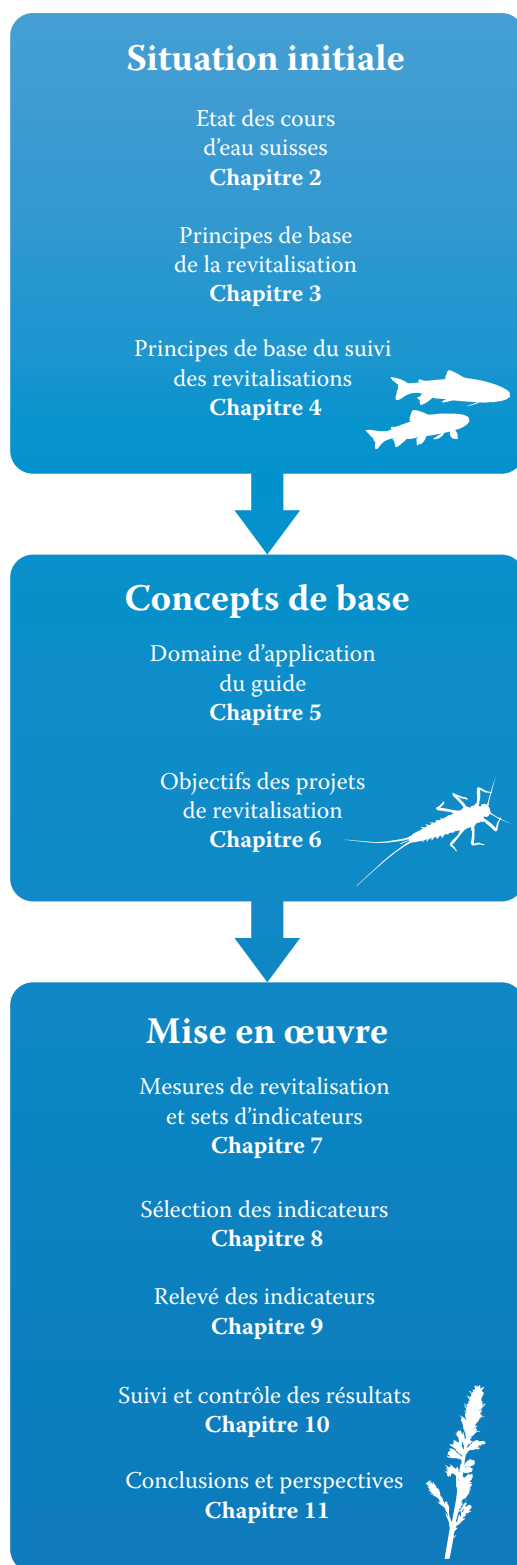 Situation initiale
Etat des cours
d'eau suisses
Chapitre 2
Principes de base
de la revitalisation
Chapitre 3
Principes de base du suivi
des revitalisations
Chapitre 4
Concepts de base
Domaine d'application
du guide
Chapitre 5
Objectifs des projets
de revitalisation
Chapitre 6
Mise en œuvre
Mesures de revitalisation
et sets d'indicateurs
Chapitre 7
Sélection des indicateurs
Chapitre 8
Relevé des indicateurs
Chapitre 9
Suivi et contrôle des résultats
Chapitre 10
Conclusions et perspectives
Chapitre 11